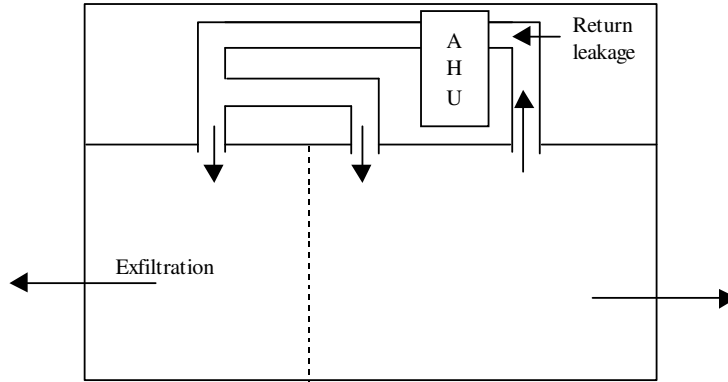 A
H
U
Return
leakage
Exfiltration